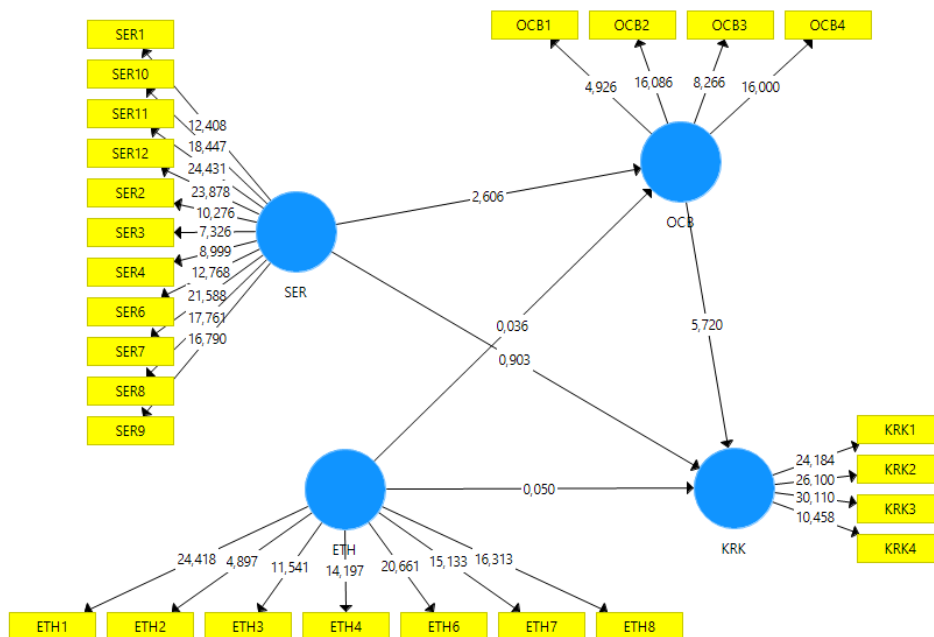 SER1
SER10
SER11
SER12
SER2
SER3
SER4
SER6
SER7
SER8
SER9
12,408
18,447
24,431
23,878
10,276
7,326
8,999
12,768
21,588
17,761
16,790
SER
OCB1
OCB2
OCB3
OCB4
4,926
16,086
8,266
16,000
OCB
2,606
0,036
0,903
5,720
0,050
ETH
24,418
4,897
11,541
14,197
20,661
15,133
16,313
ETH1
ETH2
ETH3
ETH4
ETH6
ETH7
ETH8
KRK
24,184
26,100
30,110
10,458
KRK1
KRK2
KRK3
KRK4